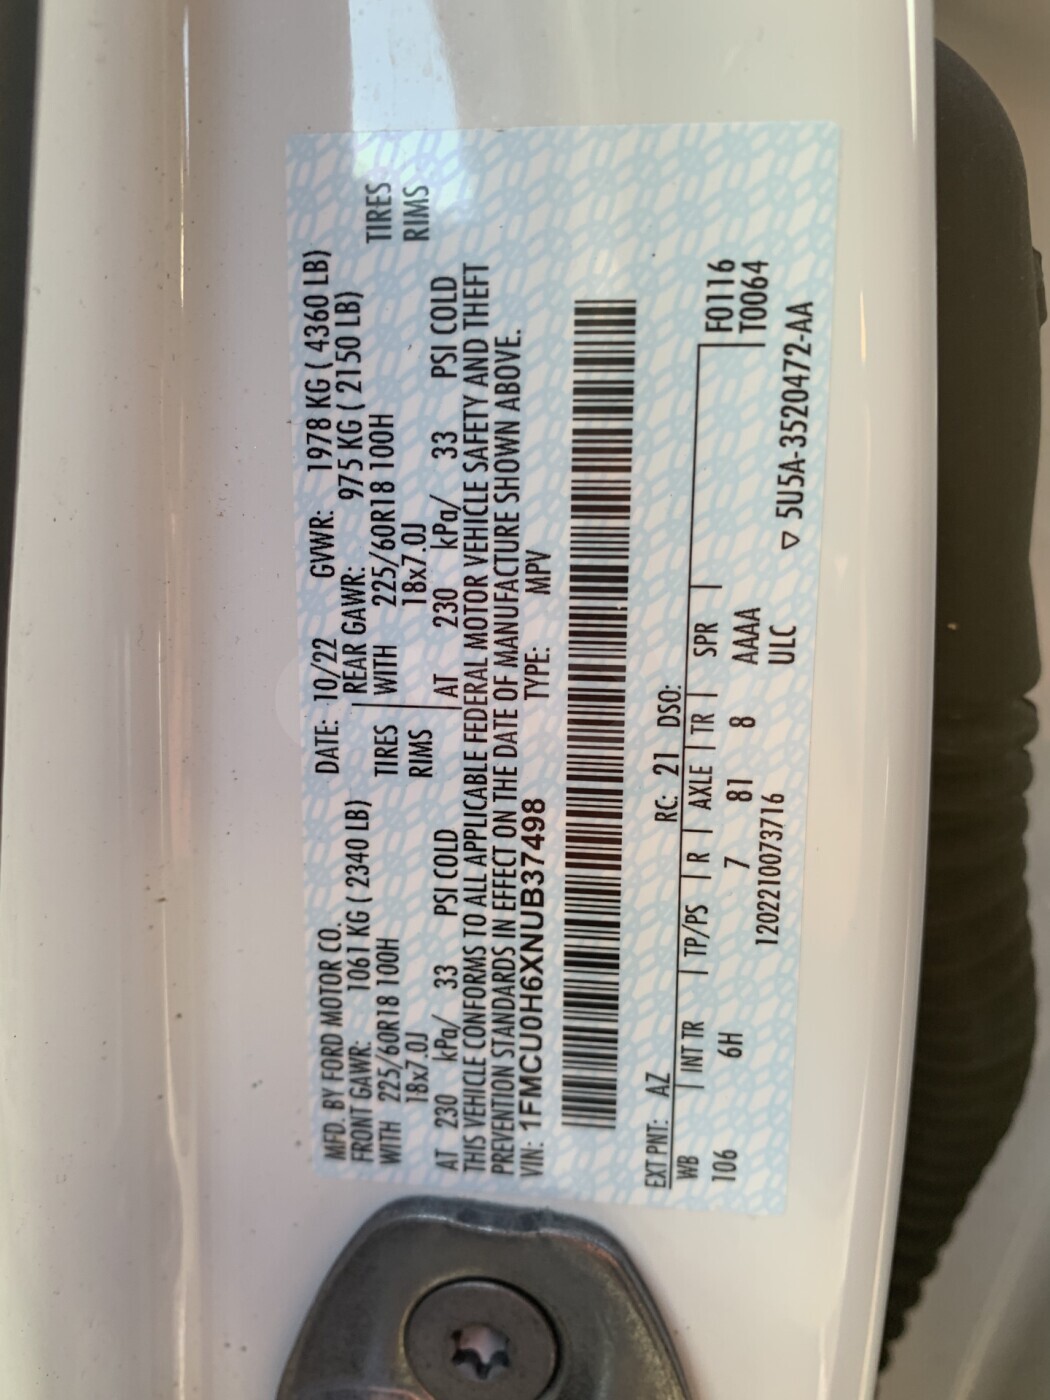 MFD. BY FORD MOTOR CO. DATE: 10/22 GVWR: 1978 KG ( 4360 LB)
FRONT GAWR: 1061 KG ( 2340 LB) REAR GAWR: 975 KG ( 2150 LB)
WITH 225/60R18 100H TIRES WITH 225/60R18 100H TIRES
18x7.0J RIMS 18x7.0J RIMS
AT 230 kPa/ 33 PSI COLD AT 230 kPa/ 33 PSI COLD
THIS VEHICLE CONFORMS TO ALL APPLICABLE FEDERAL MOTOR VEHICLE SAFETY AND THEFT
PREVENTION STANDARDS IN EFFECT ON THE DATE OF MANUFACTURE SHOWN ABOVE.
VIN: 1FMCU0H6XNUB37498 TYPE: MPV
EXT PNT: AZ RC: 21 DSO:
WB INT TR TP/PS R AXLE TR SPR F0116
106 6H 7 81 8 AAAA T0064
1202210073716 ULC ▽ 5U5A-3520472-AA